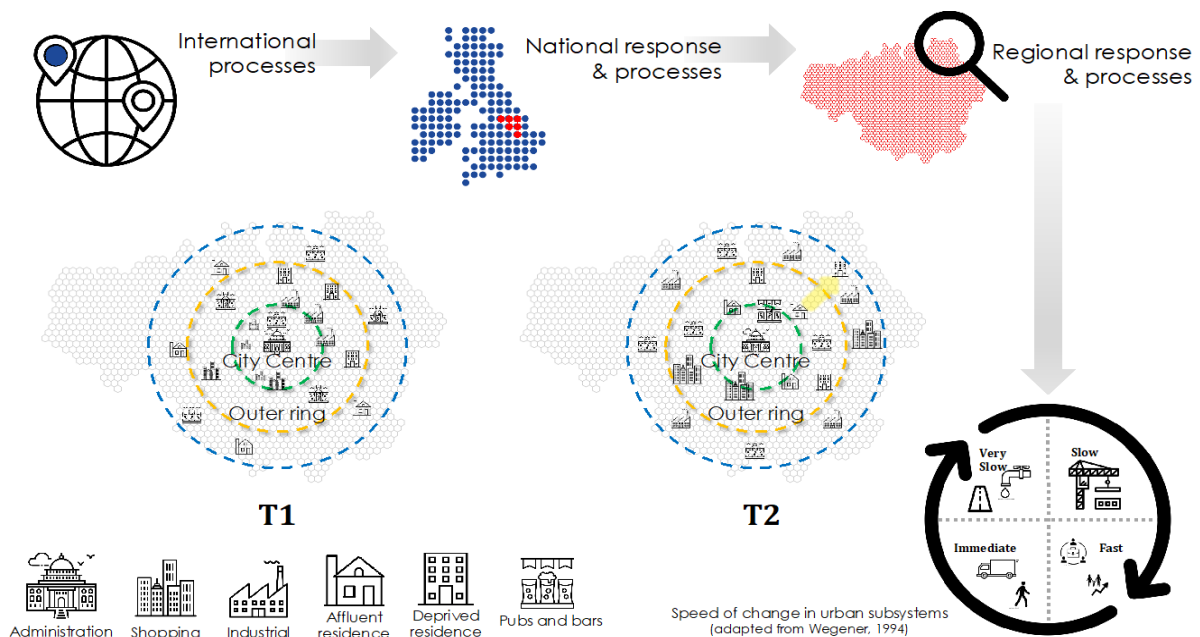 International
processes
National response
& processes
Regional response
& processes
City Centre
Outer ring
T1
City Centre
Outer ring
T2
Very
Slow
Slow
Immediate
Fast
Administration
Shopping
Industrial
Affluent
residence
Deprived
residence
Pubs and bars
Speed of change in urban subsystems
(adapted from Wegener, 1994)